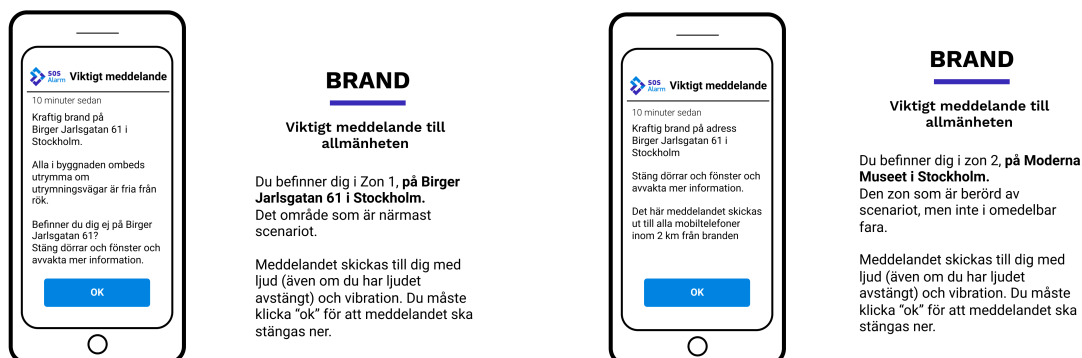 SOS
Alarm
Viktigt meddelande
10 minuter sedan
Kraftig brand på
Birger Jarlsgatan 61 i
Stockholm.
Alla i byggnaden ombeds
utrymma om
utrymningsvägar är fria från
rök.
Befinner du dig ej på Birger
Jarlsgatan 61?
Stäng dörrar och fönster och
avvakta mer information.
OK
BRAND
Viktigt meddelande till
allmänheten
Du befinner dig i Zon 1, på Birger
Jarlsgatan 61 i Stockholm.
Det område som är närmast
scenariot.
Meddelandet skickas till dig med
ljud (även om du har ljudet
avstängt) och vibration. Du måste
klicka “ok” för att meddelandet ska
stängas ner.
SOS
Alarm
Viktigt meddelande
10 minuter sedan
Kraftig brand på adress
Birger Jarlsgatan 61 i
Stockholm
Stäng dörrar och fönster och
avvakta mer information.
Det här meddelandet skickas
ut till alla mobiltelefoner
inom 2 km från branden
OK
BRAND
Viktigt meddelande till
allmänheten
Du befinner dig i zon 2, på Moderna
Museet i Stockholm.
Den zon som är berörd av
scenariot, men inte i omedelbar
fara.
Meddelandet skickas till dig med
ljud (även om du har ljudet
avstängt) och vibration. Du måste
klicka “ok” för att meddelandet ska
stängas ner.